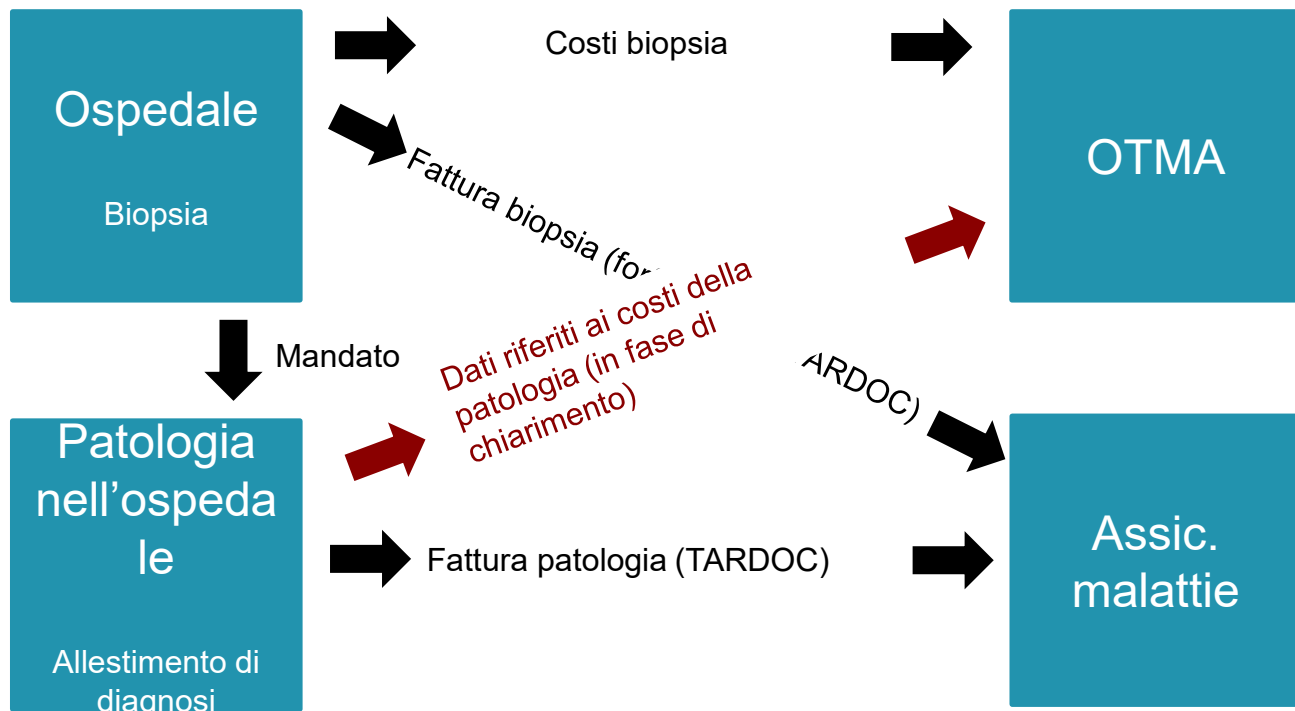 Costi biopsia
Ospedale
Biopsia
OTMA
Fattura biopsia (for
ARDOC)
Dati riferiti ai costi della
patologia (in fase di
chiarimento)
Mandato
Patologia
nell’ospeda
le
Allestimento di
diagnosi
Fattura patologia (TARDOC)
Assic.
malattie